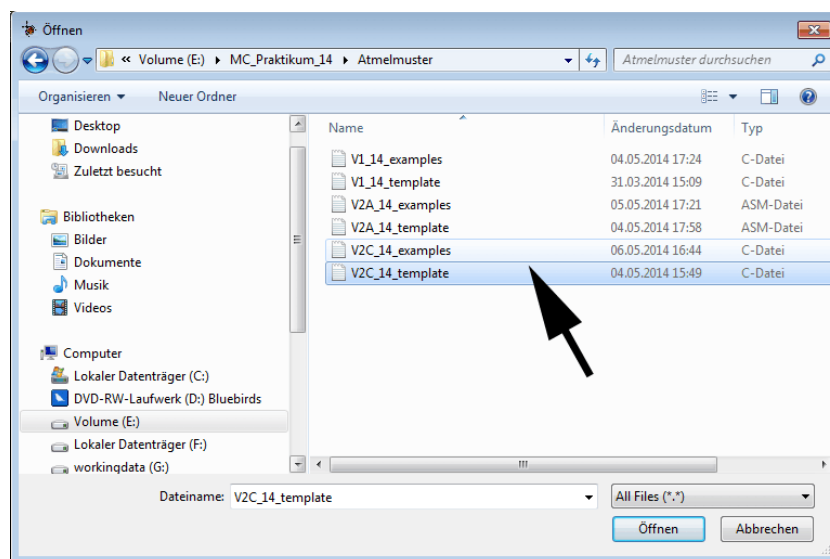 Öffnen
« Volume (E:) MC_Praktikum_14 Atmelmuster Atmelmuster durchsuchen
Organisieren Neuer Ordner
Desktop
Downloads
Zuletzt besucht
Bibliotheken
Bilder
Dokumente
Musik
Videos
Computer
Lokaler Datenträger (C:)
DVD-RW-Laufwerk (D:) Bluebirds
Volume (E:)
Lokaler Datenträger (F:)
workingdata (G:)
Name Änderungsdatum Typ
V1_14_examples 04.05.2014 17:24 C-Datei
V1_14_template 31.03.2014 15:09 C-Datei
V2A_14_examples 05.05.2014 17:21 ASM-Datei
V2A_14_template 04.05.2014 17:58 ASM-Datei
V2C_14_examples 06.05.2014 16:44 C-Datei
V2C_14_template 04.05.2014 15:49 C-Datei
Dateiname: V2C_14_template All Files (*.*)
Öffnen Abbrechen